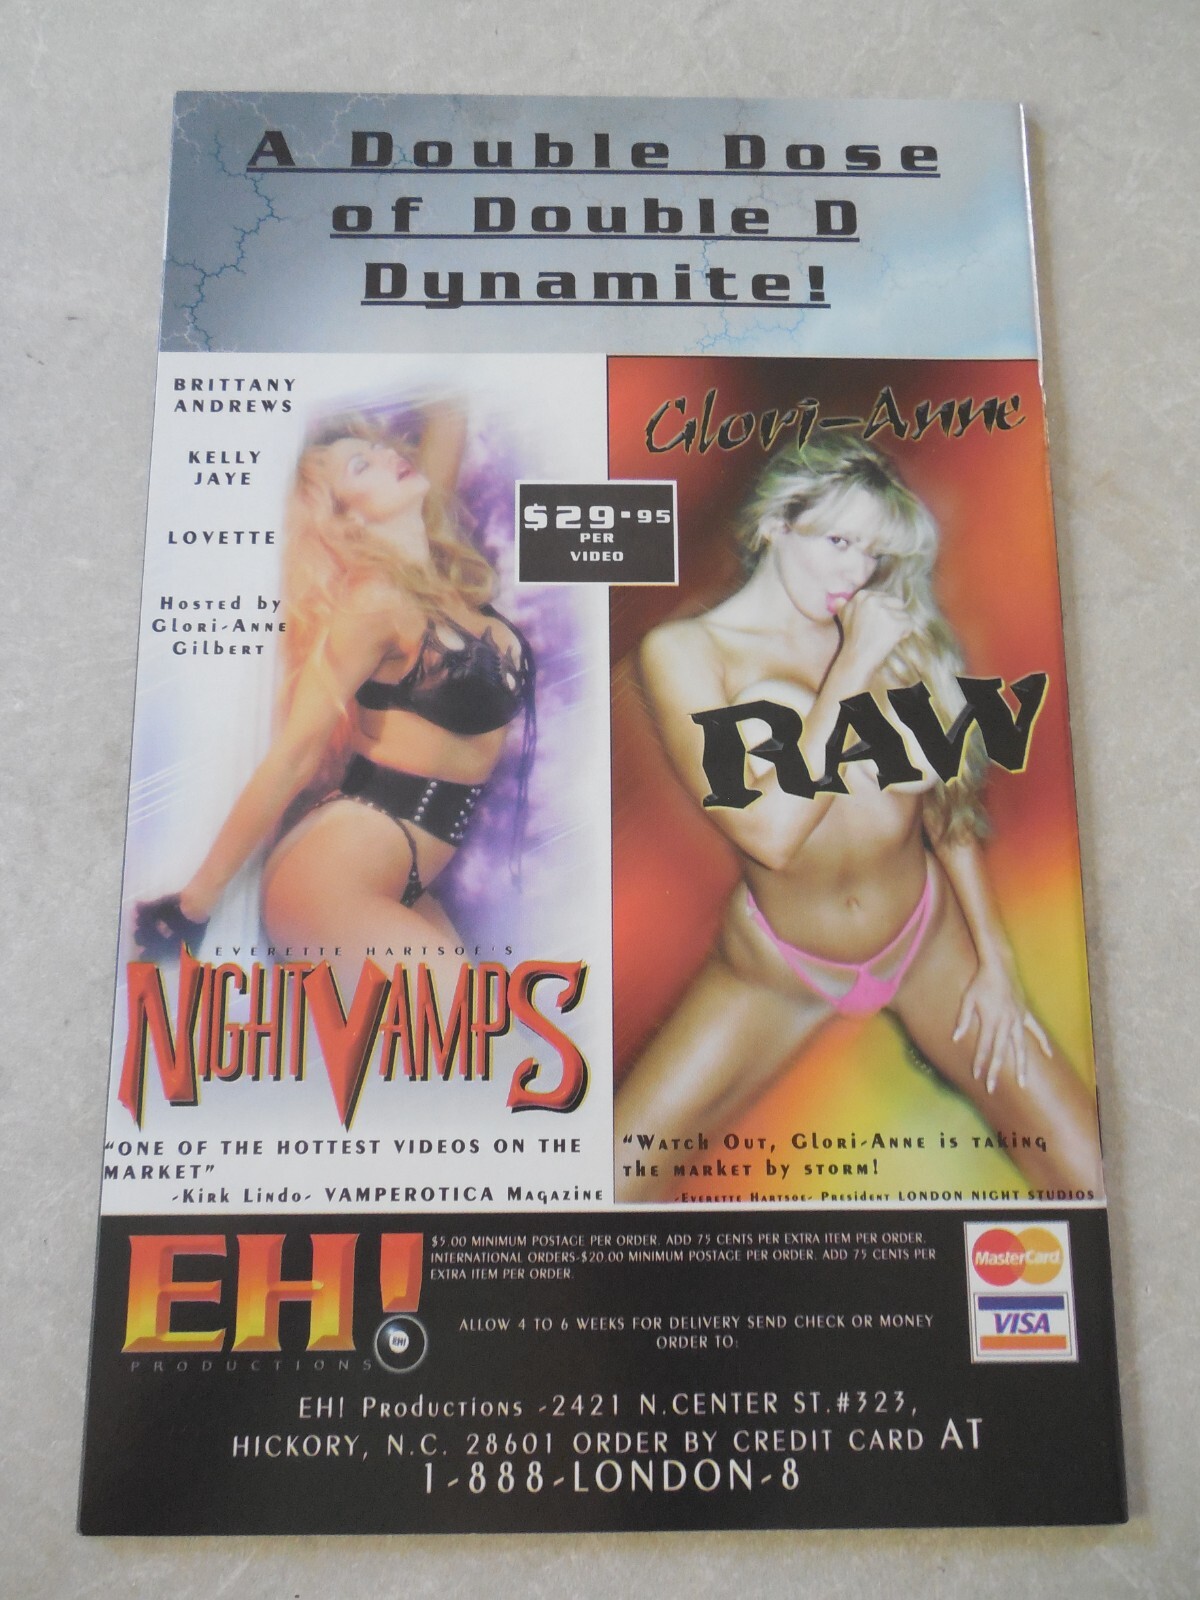 A Double Dose
of Double D
Dynamite!
BRITTANY
ANDREWS
KELLY
JAYE
LOVETTE
Hosted by
Glori-Anne
Gilbert
$29.95
PER
VIDEO
Glori-Anne
RAW
EVERETTE HARTSOE'S
NIGHTVAMPS
"ONE OF THE HOTTEST VIDEOS ON THE
MARKET"
-Kirk Lindo- VAMPEROTICA Magazine
"Watch Out, Glori-Anne is taking
the market by storm!
-Everette Hartsoe- President LONDON NIGHT STUDIOS
EH!
PRODUCTIONS
EH!
$5.00 MINIMUM POSTAGE PER ORDER. ADD 75 CENTS PER EXTRA ITEM PER ORDER.
INTERNATIONAL ORDERS-$20.00 MINIMUM POSTAGE PER ORDER. ADD 75 CENTS PER
EXTRA ITEM PER ORDER.
ALLOW 4 TO 6 WEEKS FOR DELIVERY SEND CHECK OR MONEY
ORDER TO:
MasterCard
VISA
EH! Productions -2421 N.CENTER ST.#323,
HICKORY, N.C. 28601 ORDER BY CREDIT CARD AT
1-888-LONDON-8